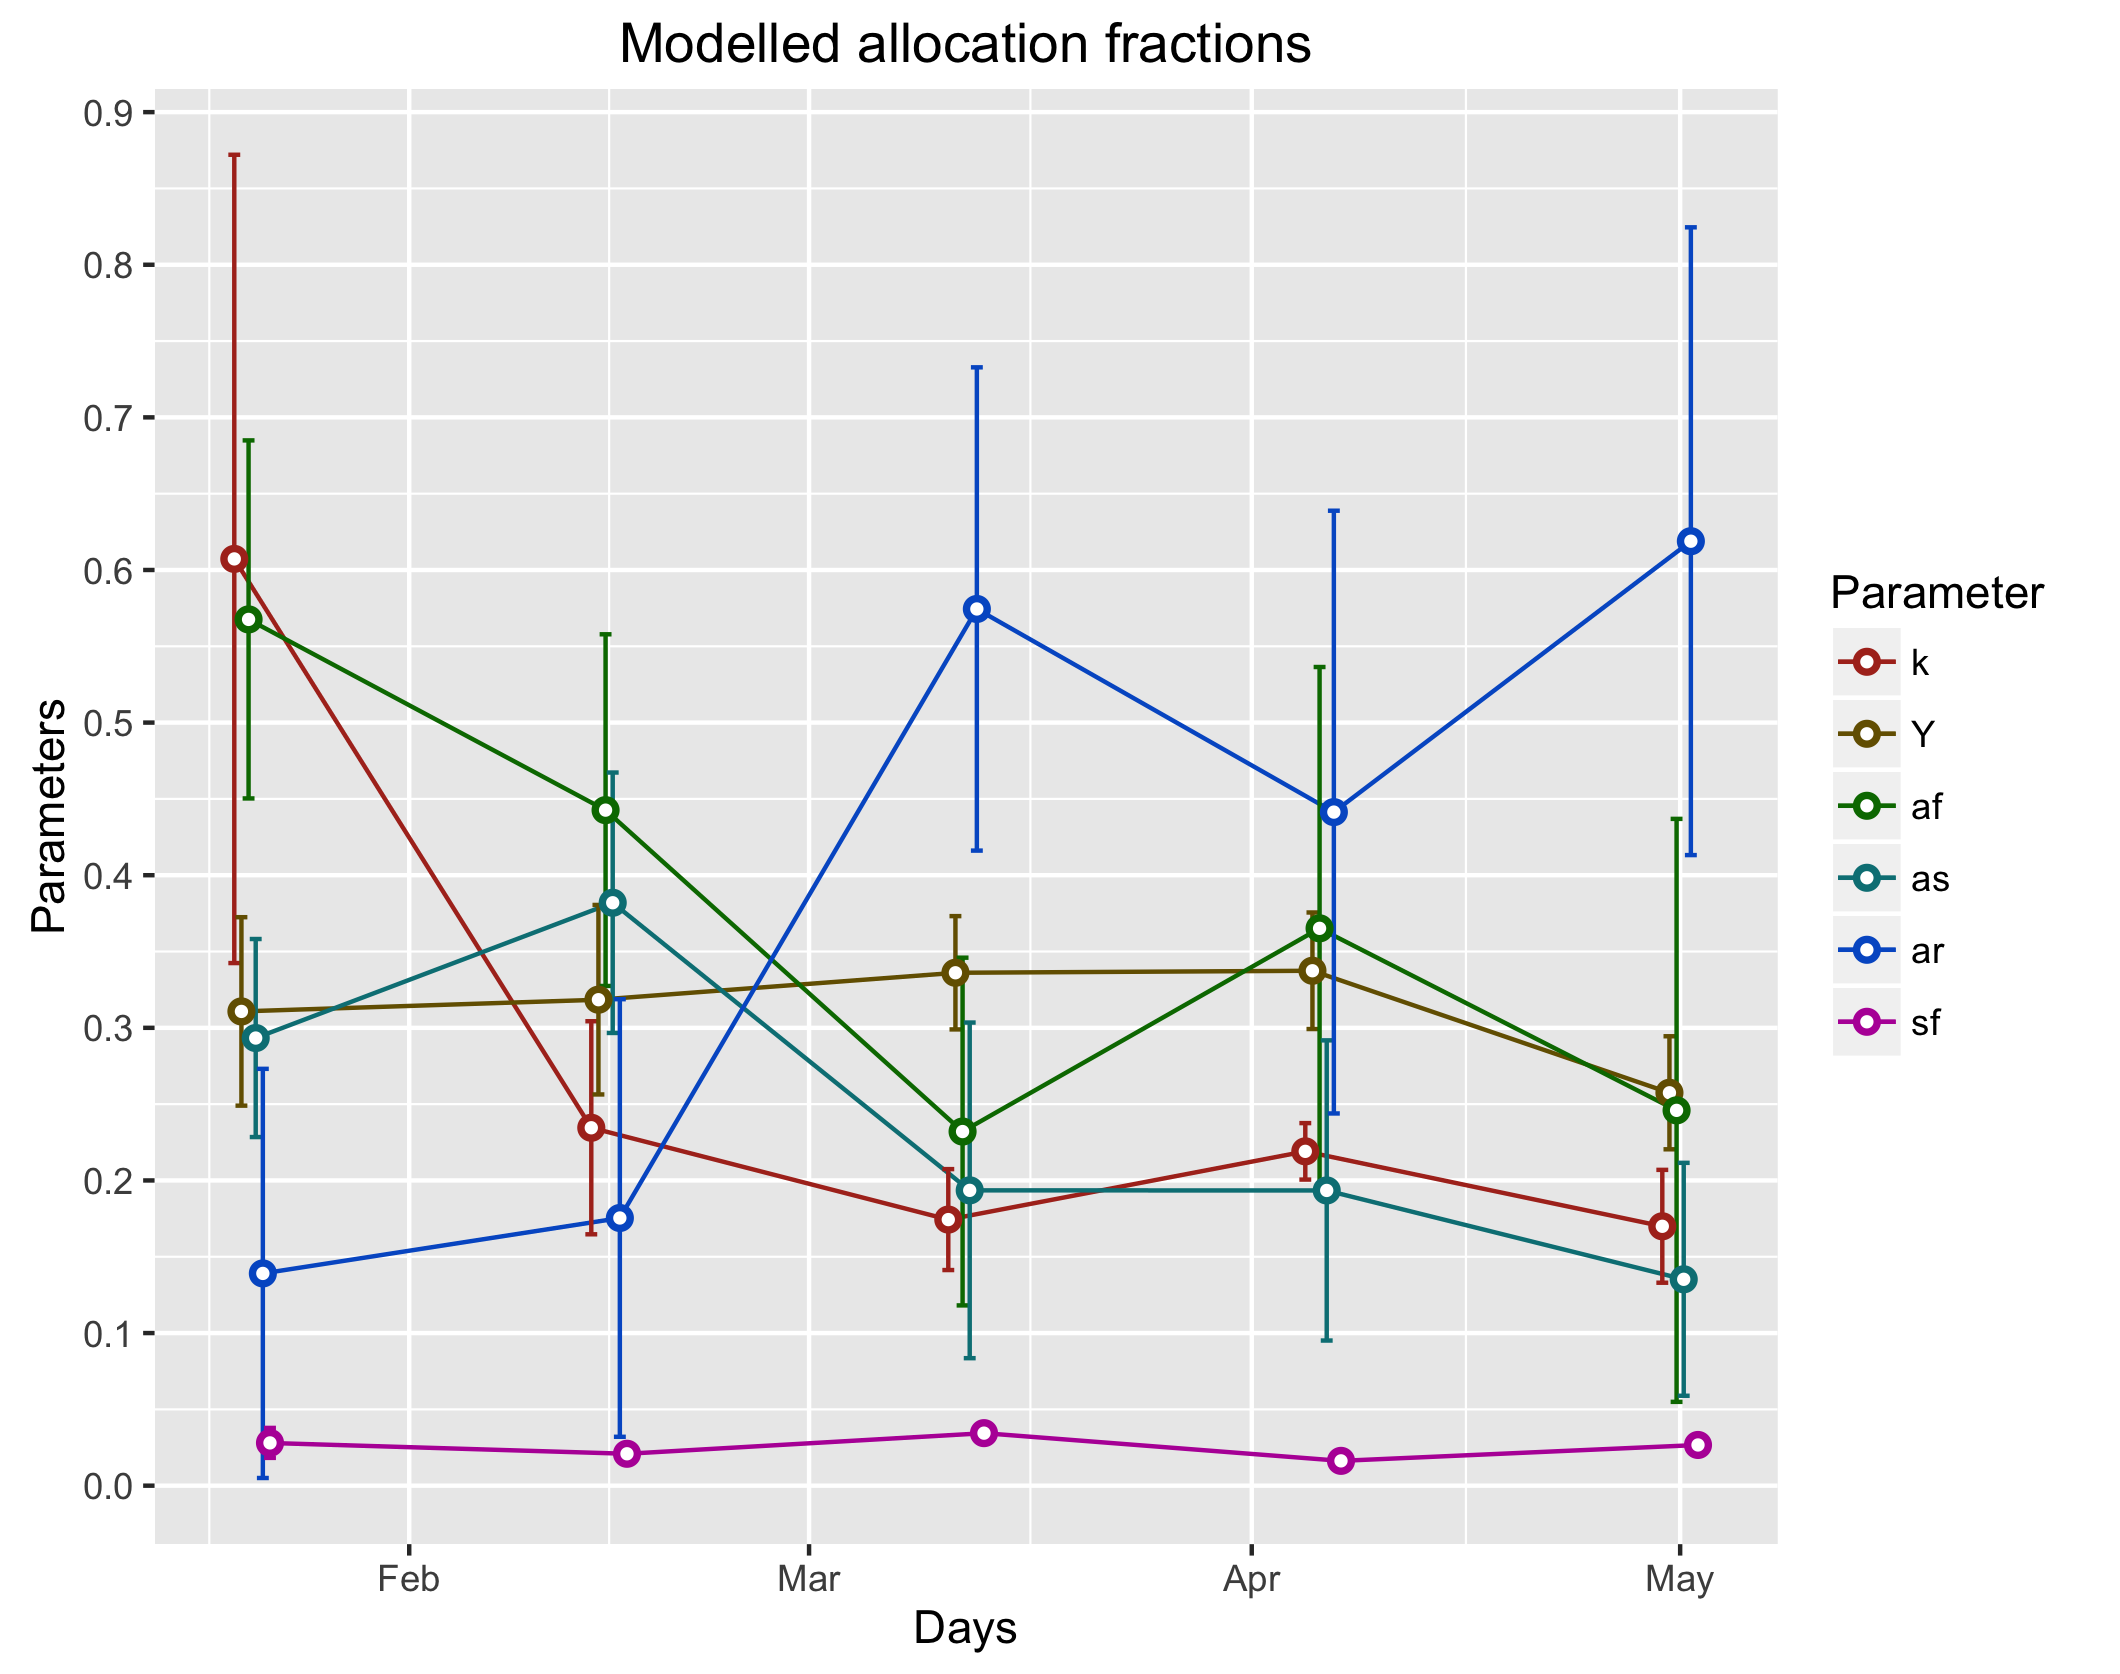 Modelled allocation fractions
0.9
0.8
0.7
0.6
0.5
0.4
0.3
0.2
0.1
0.0
Parameters
Feb Mar Apr May
Days
Parameter
k
Y
af
as
ar
sf